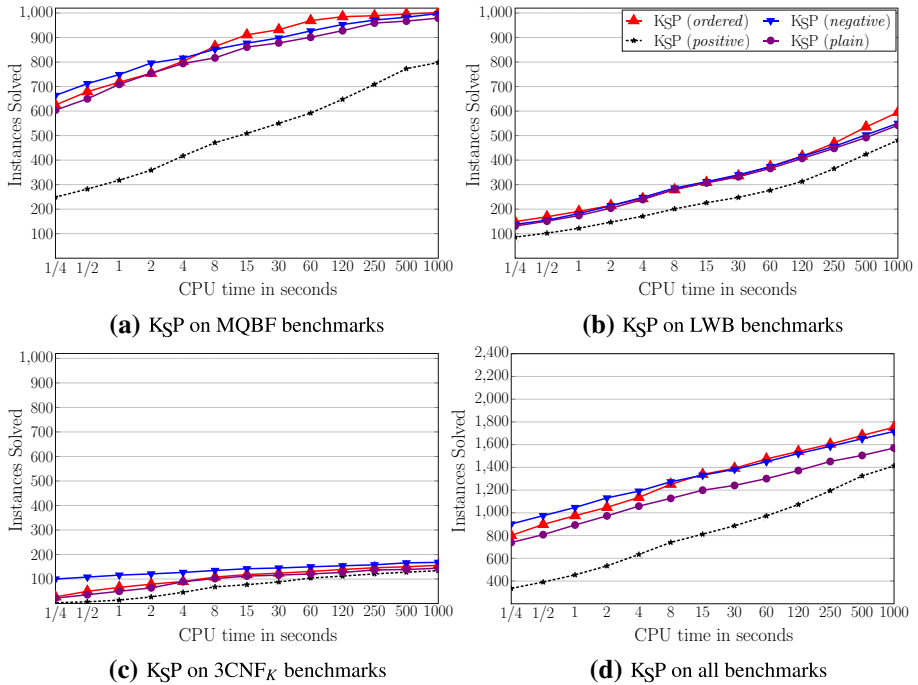 1,000
900
800
700
600
500
400
300
200
100
Instances Solved
1/4 1/2 1 2 4 8 15 30 60 120 250 500 1000
CPU time in seconds
(a) KSP on MQBF benchmarks
KSP (ordered) KSP (negative)
KSP (positive) KSP (plain)
1,000
900
800
700
600
500
400
300
200
100
Instances Solved
1/4 1/2 1 2 4 8 15 30 60 120 250 500 1000
CPU time in seconds
(b) KSP on LWB benchmarks
1,000
900
800
700
600
500
400
300
200
100
Instances Solved
1/4 1/2 1 2 4 8 15 30 60 120 250 500 1000
CPU time in seconds
(c) KSP on 3CNFK benchmarks
2,400
2,200
2,000
1,800
1,600
1,400
1,200
1,000
800
600
400
Instances Solved
1/4 1/2 1 2 4 8 15 30 60 120 250 500 1000
CPU time in seconds
(d) KSP on all benchmarks